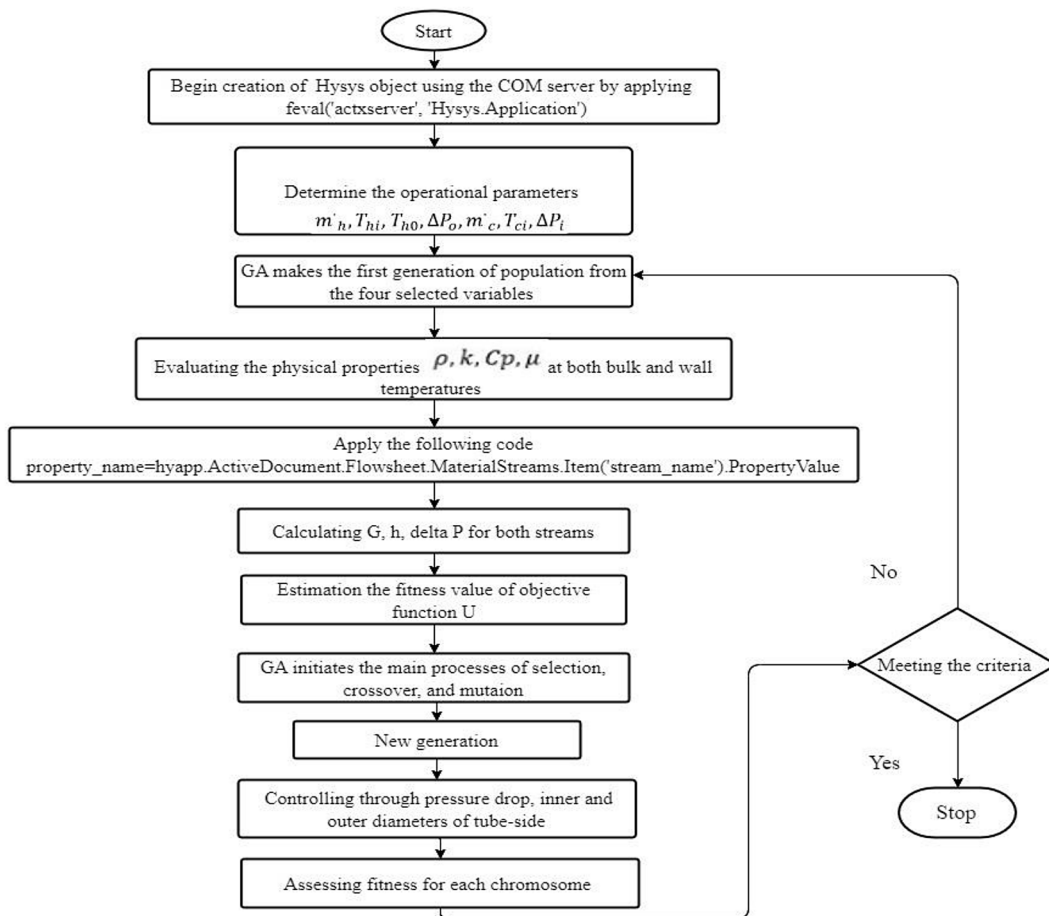 Start
Begin creation of Hysys object using the COM server by applying
feval('actxserver', 'Hysys.Application')
Determine the operational parameters
m˙h, Thi, Th0, ΔPo, m˙c, Tci, ΔPi
GA makes the first generation of population from
the four selected variables
Evaluating the physical properties ρ, k, Cp, μ at both bulk and wall
temperatures
Apply the following code
property_name=hyapp.ActiveDocument.Flowsheet.MaterialStreams.Item('stream_name').PropertyValue
Calculating G, h, delta P for both streams
Estimation the fitness value of objective
function U
GA initiates the main processes of selection,
crossover, and mutaion
New generation
Controlling through pressure drop, inner and
outer diameters of tube-side
Assessing fitness for each chromosome
No
Meeting the criteria
Yes
Stop